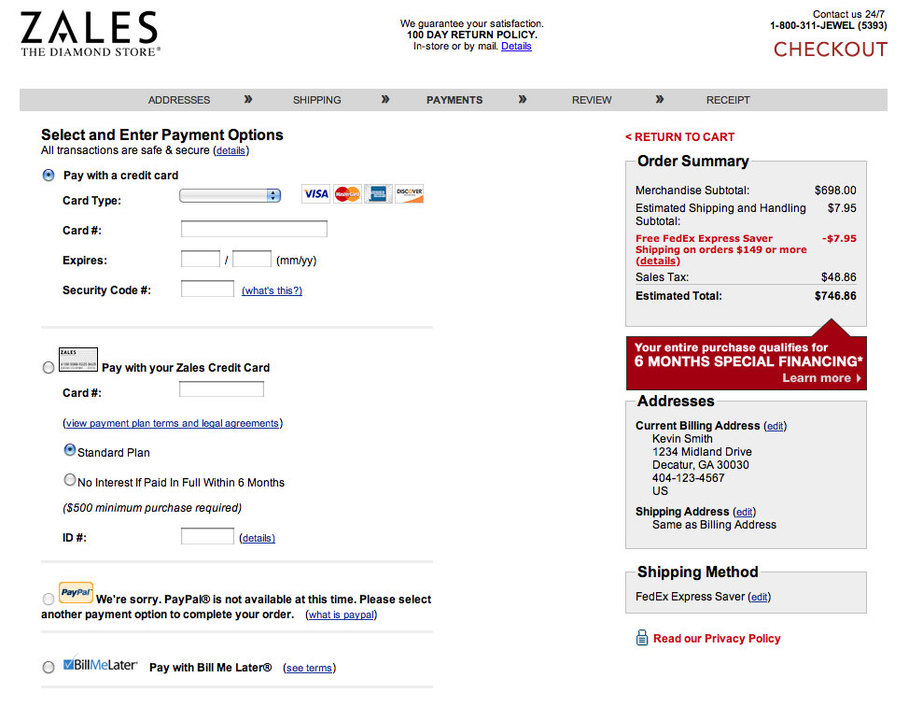 ZALES
THE DIAMOND STORE®
We guarantee your satisfaction.
100 DAY RETURN POLICY.
In-store or by mail. Details
Contact us 24/7
1-800-311-JEWEL (5393)
CHECKOUT
ADDRESSES » SHIPPING » PAYMENTS » REVIEW » RECEIPT
Select and Enter Payment Options
All transactions are safe & secure (details)
Pay with a credit card
Card Type:
VISA MasterCard DISCOVER
Card #:
Expires: / (mm/yy)
Security Code #: (what's this?)
ZALES
Pay with your Zales Credit Card
Card #:
(view payment plan terms and legal agreements)
Standard Plan
No Interest If Paid In Full Within 6 Months
($500 minimum purchase required)
ID #: (details)
PayPal We're sorry. PayPal® is not available at this time. Please select
another payment option to complete your order. (what is paypal)
BillMeLater® Pay with Bill Me Later® (see terms)
< RETURN TO CART
Order Summary
Merchandise Subtotal: $698.00
Estimated Shipping and Handling $7.95
Subtotal:
Free FedEx Express Saver -$7.95
Shipping on orders $149 or more
(details)
Sales Tax: $48.86
Estimated Total: $746.86
Your entire purchase qualifies for
6 MONTHS SPECIAL FINANCING*
Learn more
Addresses
Current Billing Address (edit)
Kevin Smith
1234 Midland Drive
Decatur, GA 30030
404-123-4567
US
Shipping Address (edit)
Same as Billing Address
Shipping Method
FedEx Express Saver (edit)
Read our Privacy Policy